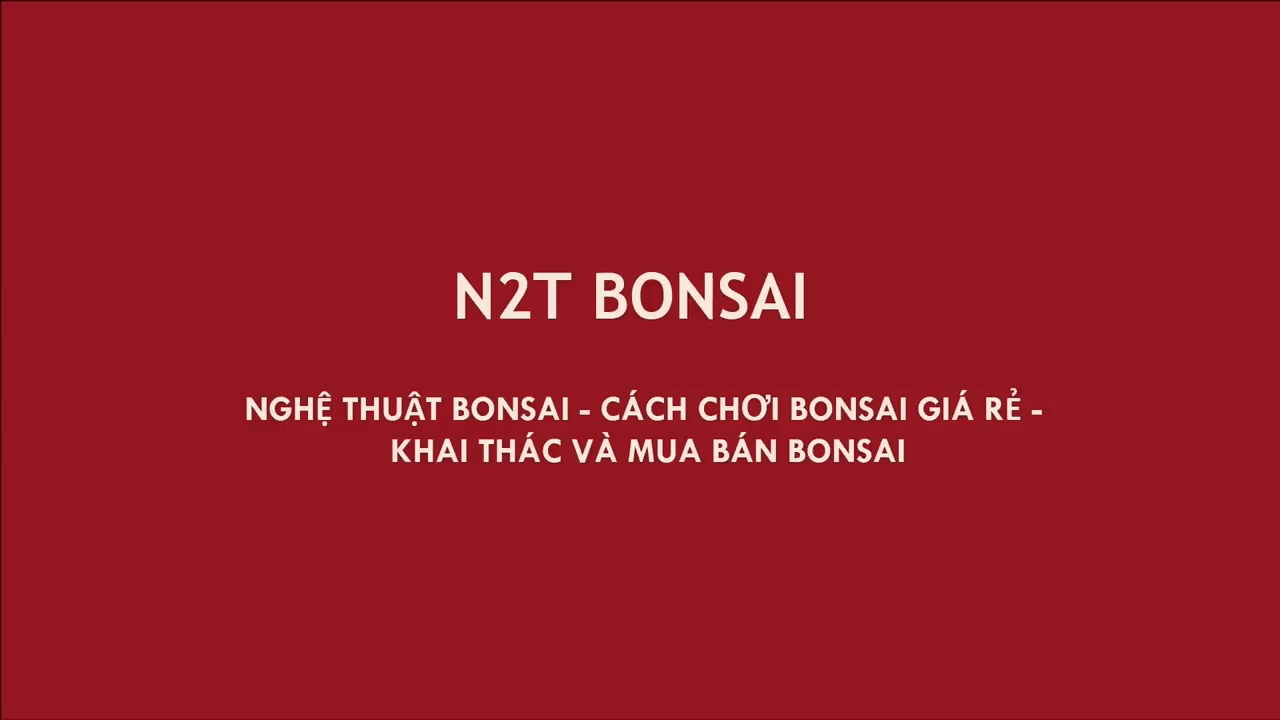 N2T BONSAI
NGHỆ THUẬT BONSAI - CÁCH CHƠI BONSAI GIÁ RẺ -
KHAI THÁC VÀ MUA BÁN BONSAI